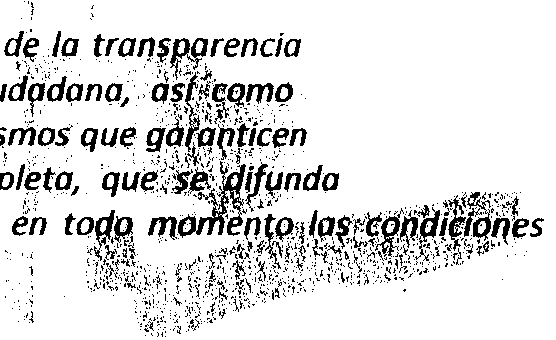 de la transparencia
udadana, así como
smos que garanticen
pleta, que se difunda
en todo momento las condiciones